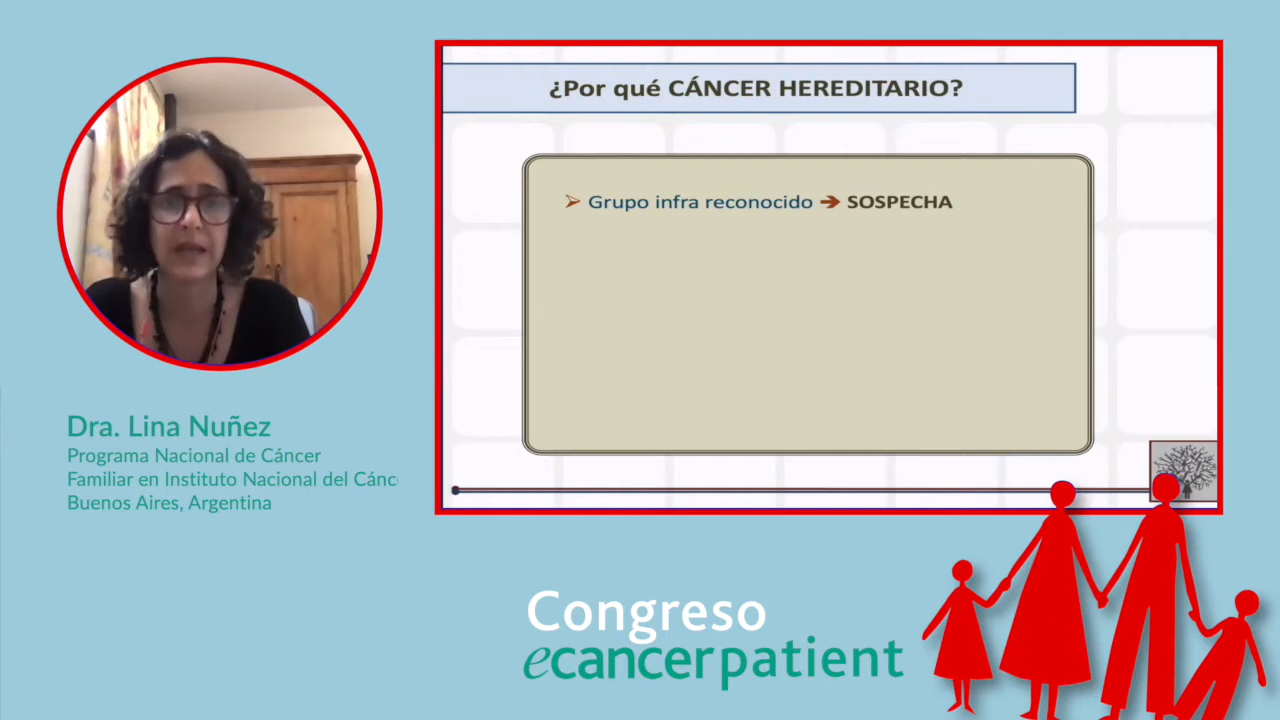 ¿Por qué CÁNCER HEREDITARIO?
Grupo infra reconocido → SOSPECHA
Dra. Lina Nuñez
Programa Nacional de Cáncer
Familiar en Instituto Nacional del Cánc
Buenos Aires, Argentina
Congreso
ecancerpatient